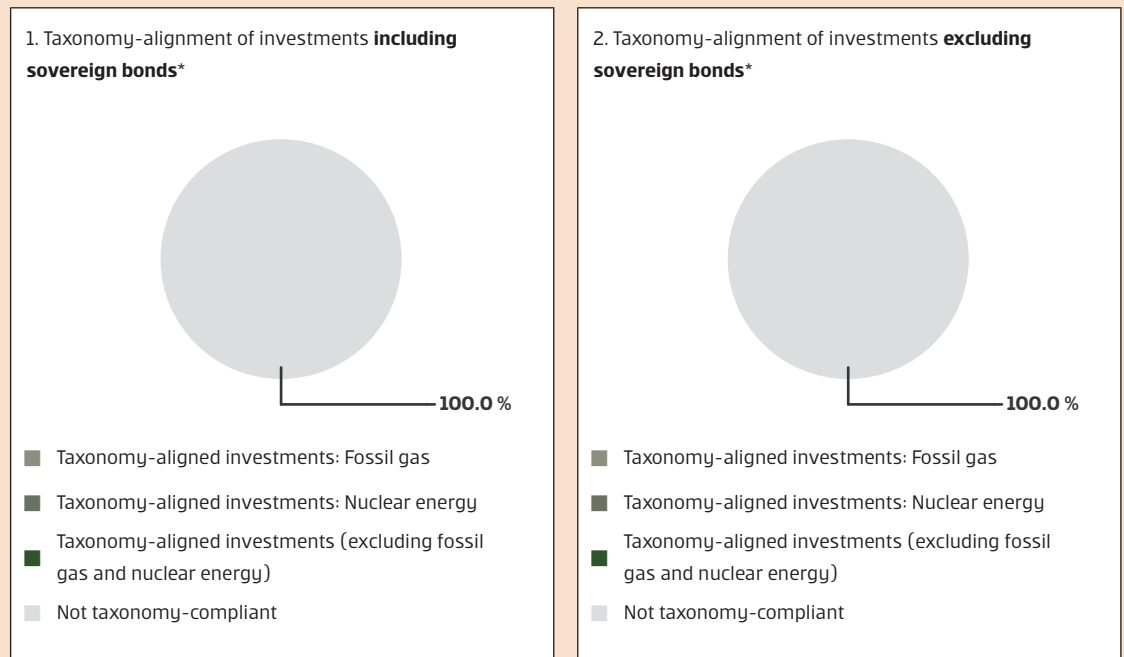 1. Taxonomy-alignment of investments including
sovereign bonds*
100.0 %
Taxonomy-aligned investments: Fossil gas
Taxonomy-aligned investments: Nuclear energy
Taxonomy-aligned investments (excluding fossil
gas and nuclear energy)
Not taxonomy-compliant
2. Taxonomy-alignment of investments excluding
sovereign bonds*
100.0 %
Taxonomy-aligned investments: Fossil gas
Taxonomy-aligned investments: Nuclear energy
Taxonomy-aligned investments (excluding fossil
gas and nuclear energy)
Not taxonomy-compliant